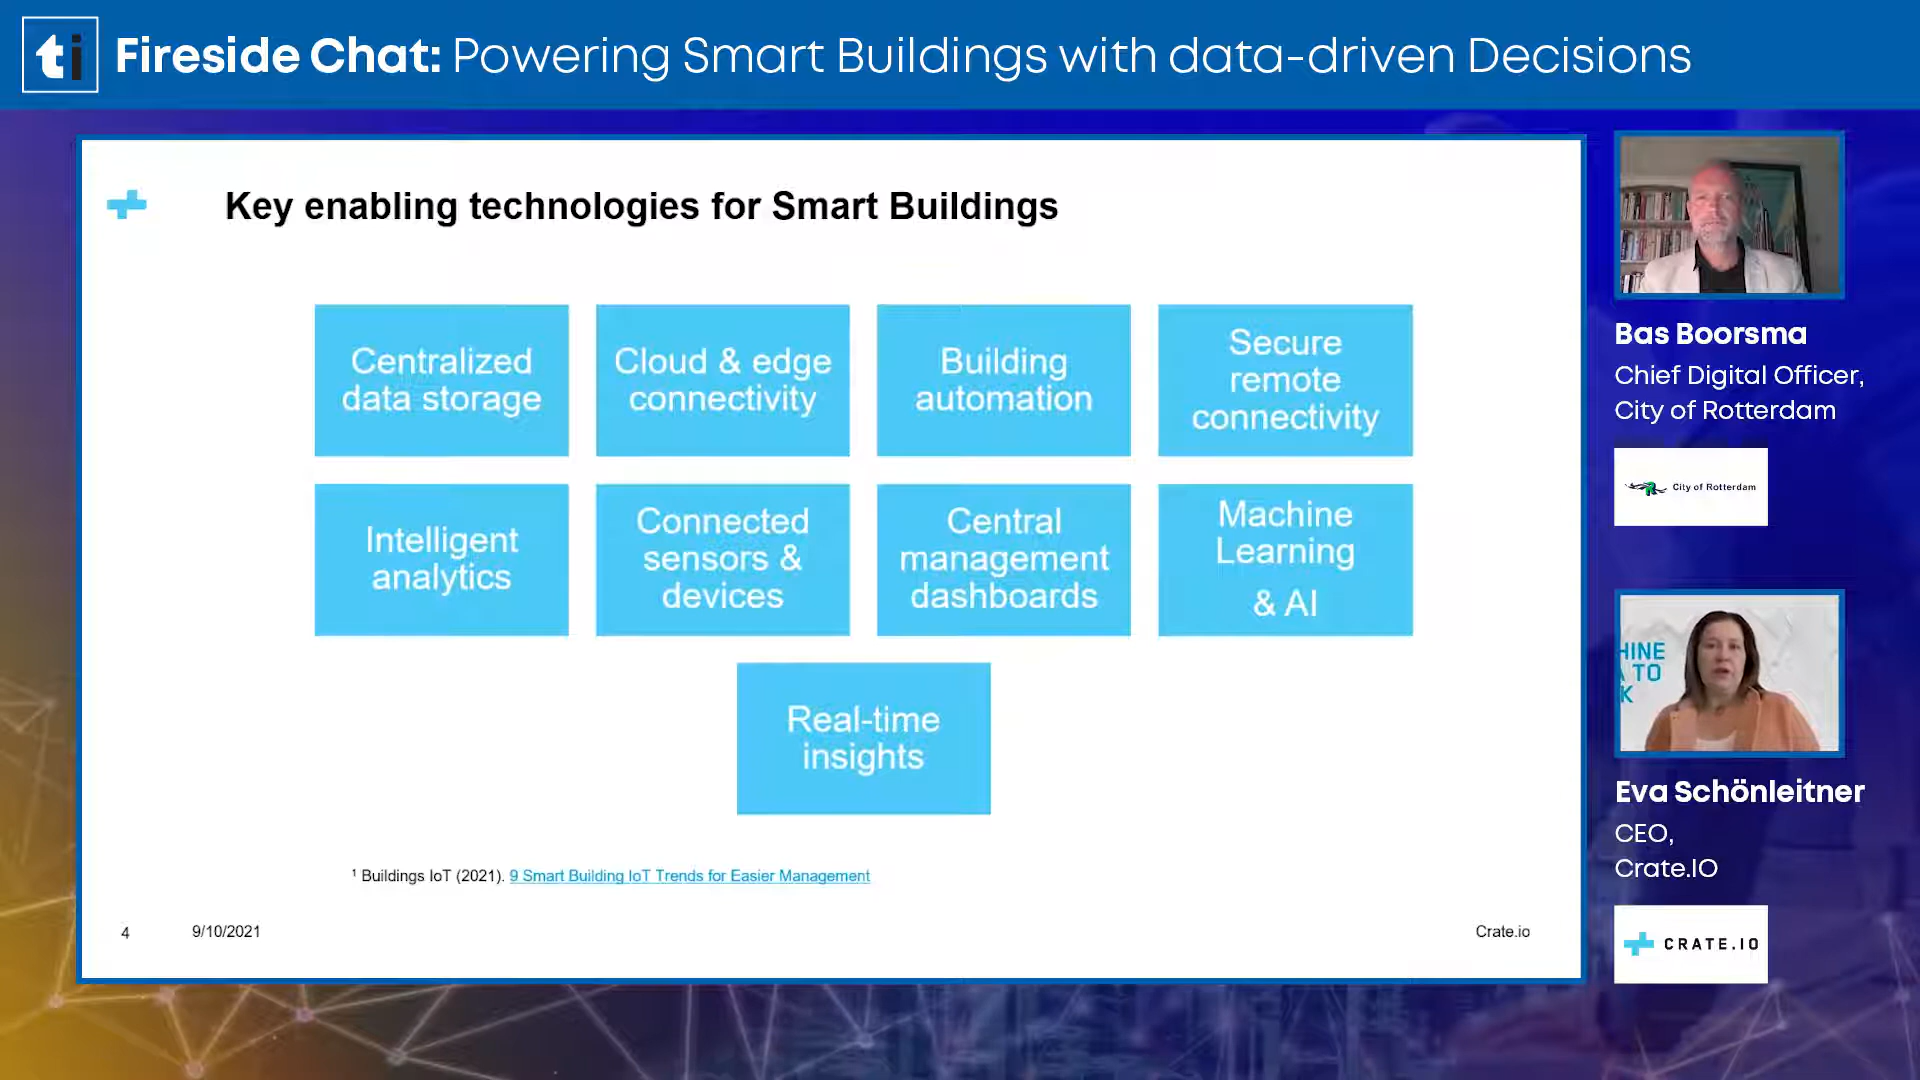 ti Fireside Chat: Powering Smart Buildings with data-driven Decisions
Key enabling technologies for Smart Buildings
Centralized
data storage
Cloud & edge
connectivity
Building
automation
Secure
remote
connectivity
Intelligent
analytics
Connected
sensors &
devices
Central
management
dashboards
Machine
Learning
& AI
Real-time
insights
¹ Buildings IoT (2021). 9 Smart Building IoT Trends for Easier Management
4
9/10/2021
Crate.io
Bas Boorsma
Chief Digital Officer,
City of Rotterdam
City of Rotterdam
HINE
TO
K
Eva Schönleitner
CEO,
Crate.IO
CRATE.IO